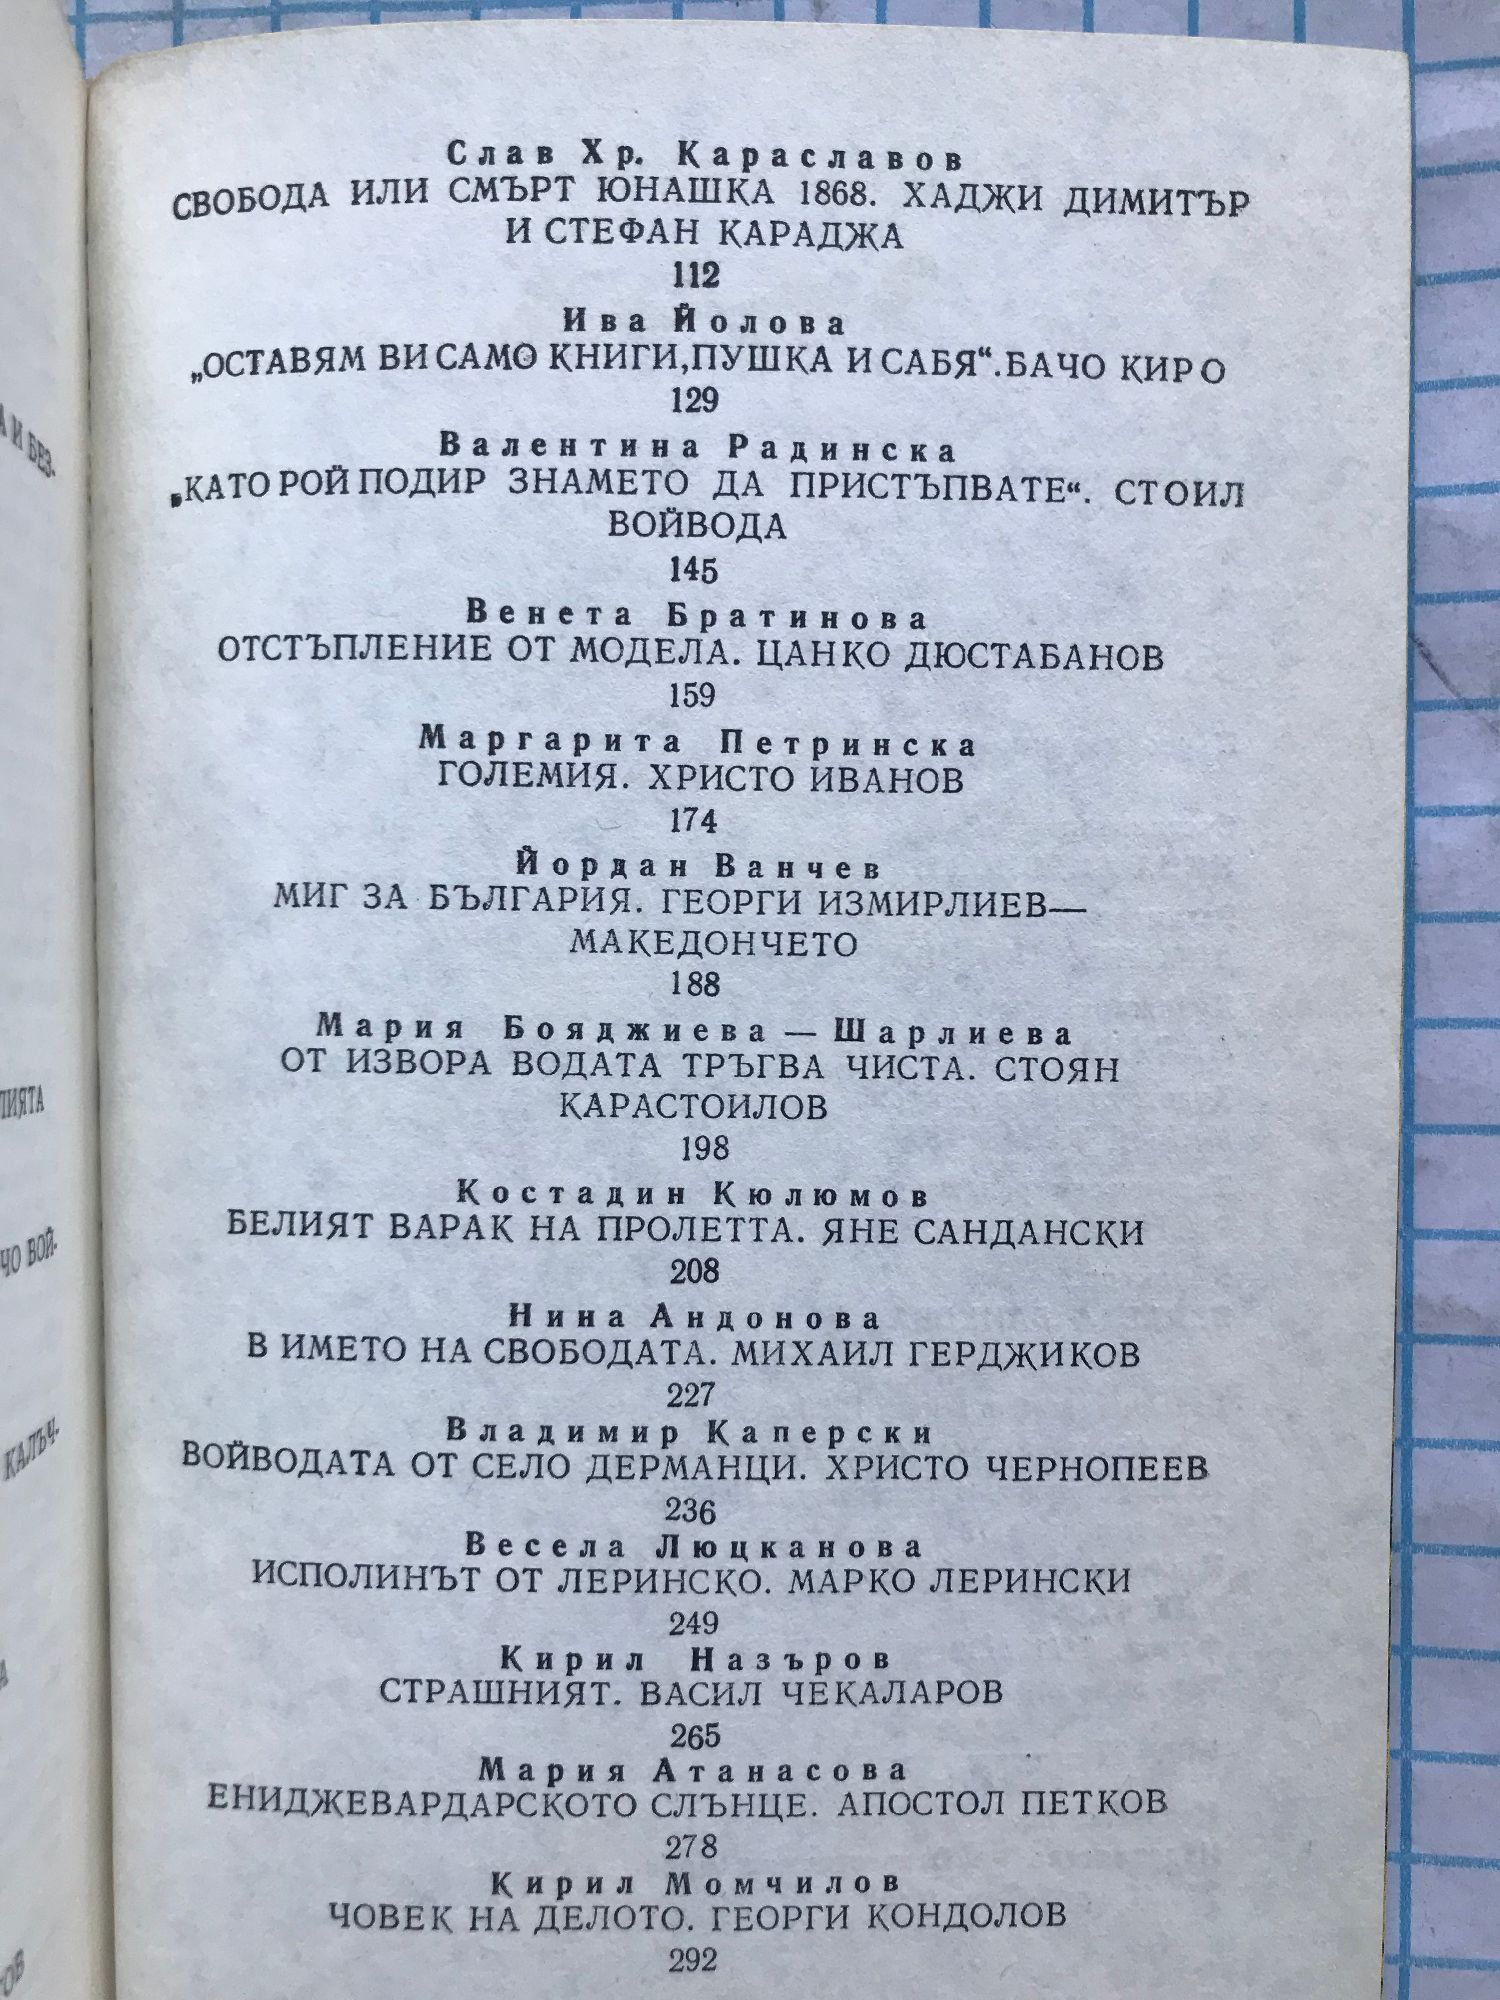 Слав Хр. Караславов
СВОБОДА ИЛИ СМЪРТ ЮНАШКА 1868. ХАДЖИ ДИМИТЪР
И СТЕФАН КАРАДЖА
112
Ива Йолова
„ОСТАВЯМ ВИ САМО КНИГИ, ПУШКА И САБЯ“. БАЧО КИРО
129
Валентина Радинска
„КАТО РОЙ ПОДИР ЗНАМЕТО ДА ПРИСТЪПВАТЕ“. СТОИЛ
ВОЙВОДА
145
Венета Братинова
ОТСТЪПЛЕНИЕ ОТ МОДЕЛА. ЦАНКО ДЮСТАБАНОВ
159
Маргарита Петринска
ГОЛЕМИЯ. ХРИСТО ИВАНОВ
174
Йордан Ванчев
МИГ ЗА БЪЛГАРИЯ. ГЕОРГИ ИЗМИРЛИЕВ—
МАКЕДОНЧЕТО
188
Мария Бояджиева — Шарлиева
ОТ ИЗВОРА ВОДАТА ТРЪГВА ЧИСТА. СТОЯН
КАРАСТОИЛОВ
198
Костадин Кюлюмов
БЕЛИЯТ ВАРАК НА ПРОЛЕТТА. ЯНЕ САНДАНСКИ
208
Нина Андонова
В ИМЕТО НА СВОБОДАТА. МИХАИЛ ГЕРДЖИКОВ
227
Владимир Каперски
ВОЙВОДАТА ОТ СЕЛО ДЕРМАНЦИ. ХРИСТО ЧЕРНОПЕЕВ
236
Весела Люцканова
ИСПОЛИНЪТ ОТ ЛЕРИНСКО. МАРКО ЛЕРИНСКИ
249
Кирил Назъров
СТРАШНИЯТ. ВАСИЛ ЧЕКАЛАРОВ
265
Мария Атанасова
ЕНИДЖЕВАРДАРСКОТО СЛЪНЦЕ. АПОСТОЛ ПЕТКОВ
278
Кирил Момчилов
ЧОВЕК НА ДЕЛОТО. ГЕОРГИ КОНДОЛОВ
292